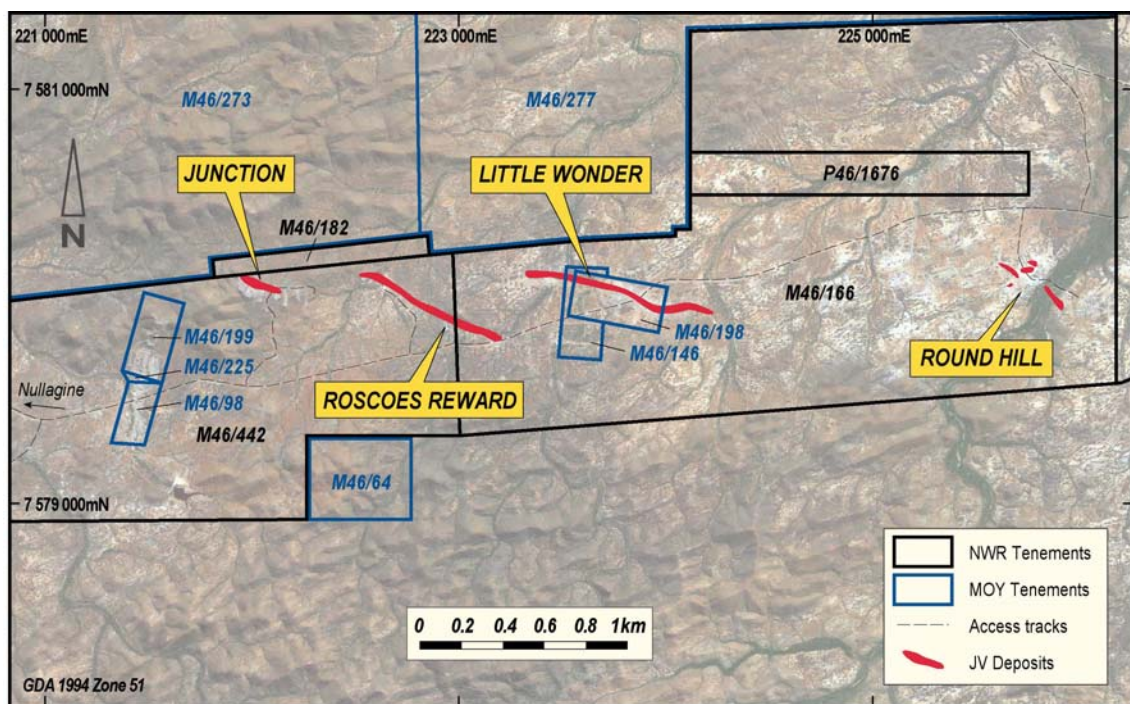 221 000mE
223 000mE
225 000mE
7 581 000mN
M46/273
M46/277
N
JUNCTION
LITTLE WONDER
P46/1676
M46/182
M46/166
M46/199
M46/198
M46/225
M46/146
Nullagine
M46/98
ROSCOES REWARD
ROUND HILL
M46/442
M46/64
7 579 000mN
NWR Tenements
MOY Tenements
Access tracks
JV Deposits
0 0.2 0.4 0.6 0.8 1km
GDA 1994 Zone 51